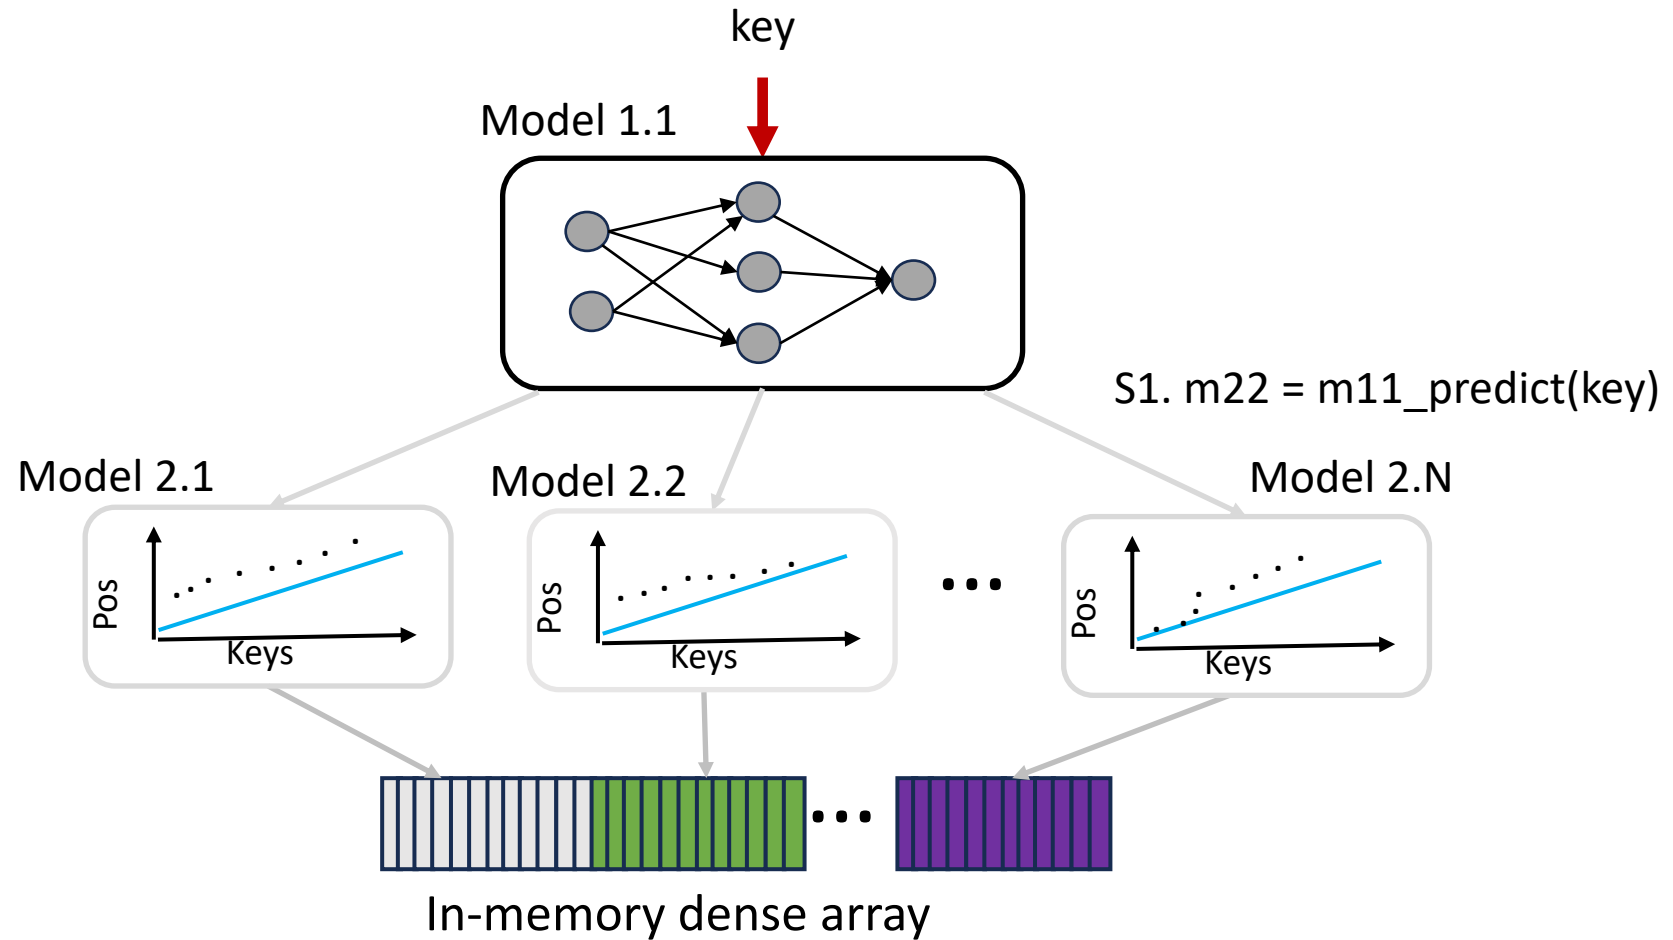 key
Model 1.1
S1. m22 = m11_predict(key)
Model 2.1
Model 2.2
Model 2.N
Pos
Keys
Pos
Keys
Pos
Keys
In-memory dense array